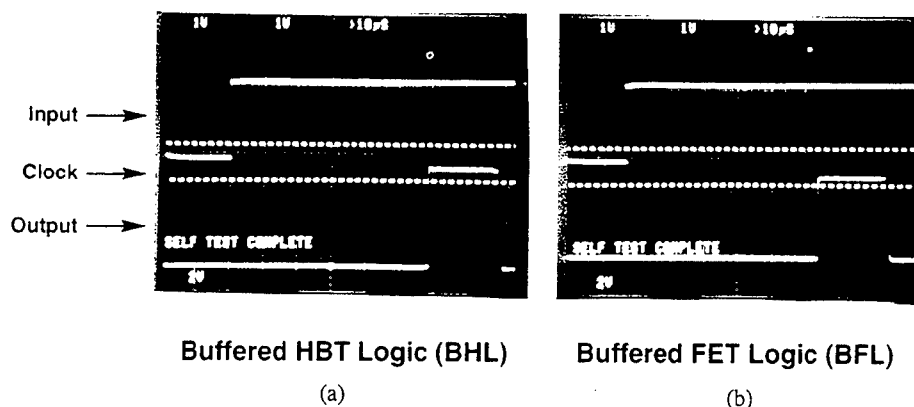 1V 1V >10µS
1V 1V >10µS
Input
Clock
Output
SELF TEST COMPLETE
2V
SELF TEST COMPLETE
2V
Buffered HBT Logic (BHL)
Buffered FET Logic (BFL)
(a)
(b)